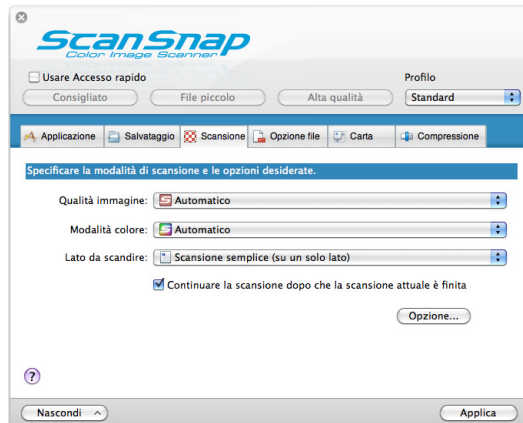 ScanSnap
Color Image Scanner
Usare Accesso rapido
Profilo
Consigliato File piccolo Alta qualità Standard
Applicazione Salvataggio Scansione Opzione file Carta Compressione
Specificare la modalità di scansione e le opzioni desiderate.
Qualità immagine: Automatico
Modalità colore: Automatico
Lato da scandire: Scansione semplice (su un solo lato)
Continuare la scansione dopo che la scansione attuale è finita
Opzione...
?
Nascondi Applica